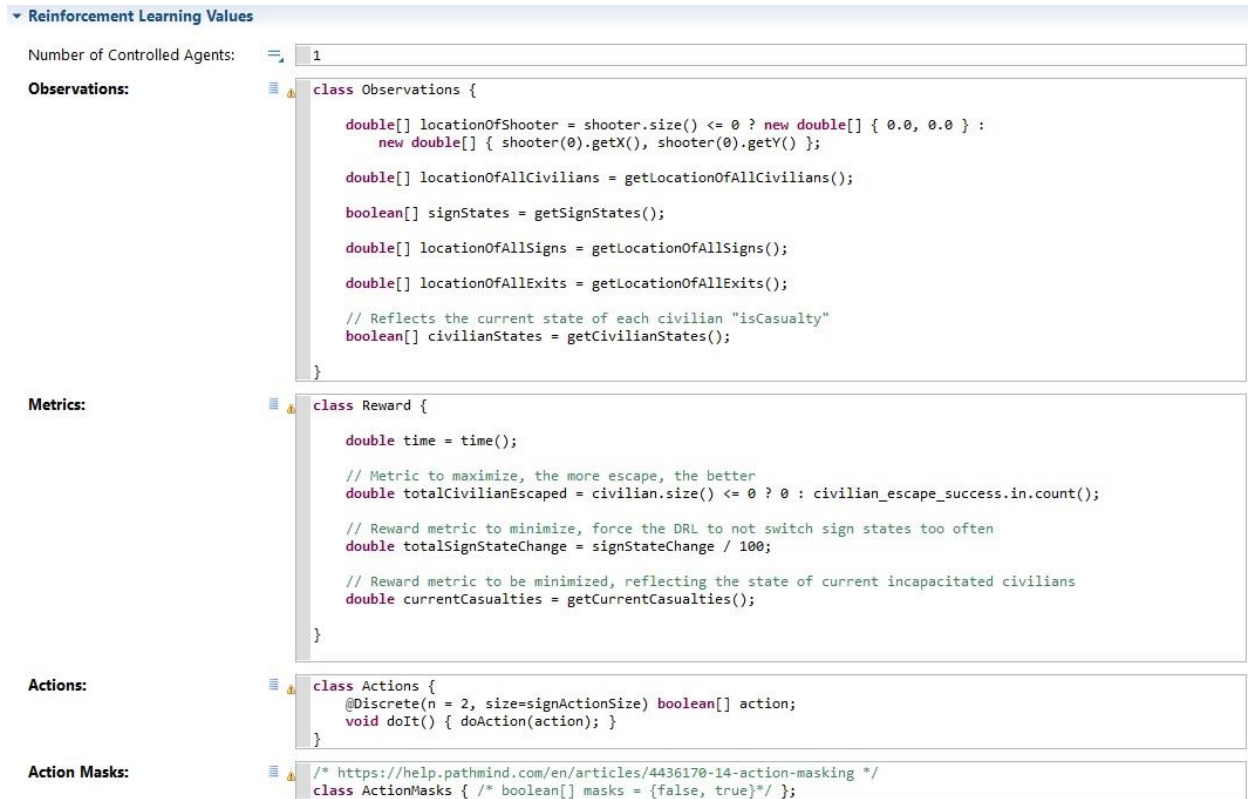 Reinforcement Learning Values
Number of Controlled Agents:
1
Observations:
class Observations {
double[] locationOfShooter = shooter.size() <= 0 ? new double[] { 0.0, 0.0 } :
new double[] { shooter(0).getX(), shooter(0).getY() };
double[] locationOfAllCivilians = getLocationOfAllCivilians();
boolean[] signStates = getSignStates();
double[] locationOfAllSigns = getLocationOfAllSigns();
double[] locationOfAllExits = getLocationOfAllExits();
// Reflects the current state of each civilian "isCasualty"
boolean[] civilianStates = getCivilianStates();
}
Metrics:
class Reward {
double time = time();
// Metric to maximize, the more escape, the better
double totalCivilianEscaped = civilian.size() <= 0 ? 0 : civilian_escape_success.in.count();
// Reward metric to minimize, force the DRL to not switch sign states too often
double totalSignStateChange = signStateChange / 100;
// Reward metric to be minimized, reflecting the state of current incapacitated civilians
double currentCasualties = getCurrentCasualties();
}
Actions:
class Actions {
@Discrete(n = 2, size=signActionSize) boolean[] action;
void doIt() { doAction(action); }
}
Action Masks:
/* https://help.pathmind.com/en/articles/4436170-14-action-masking */
class ActionMasks { /* boolean[] masks = {false, true}*/ };